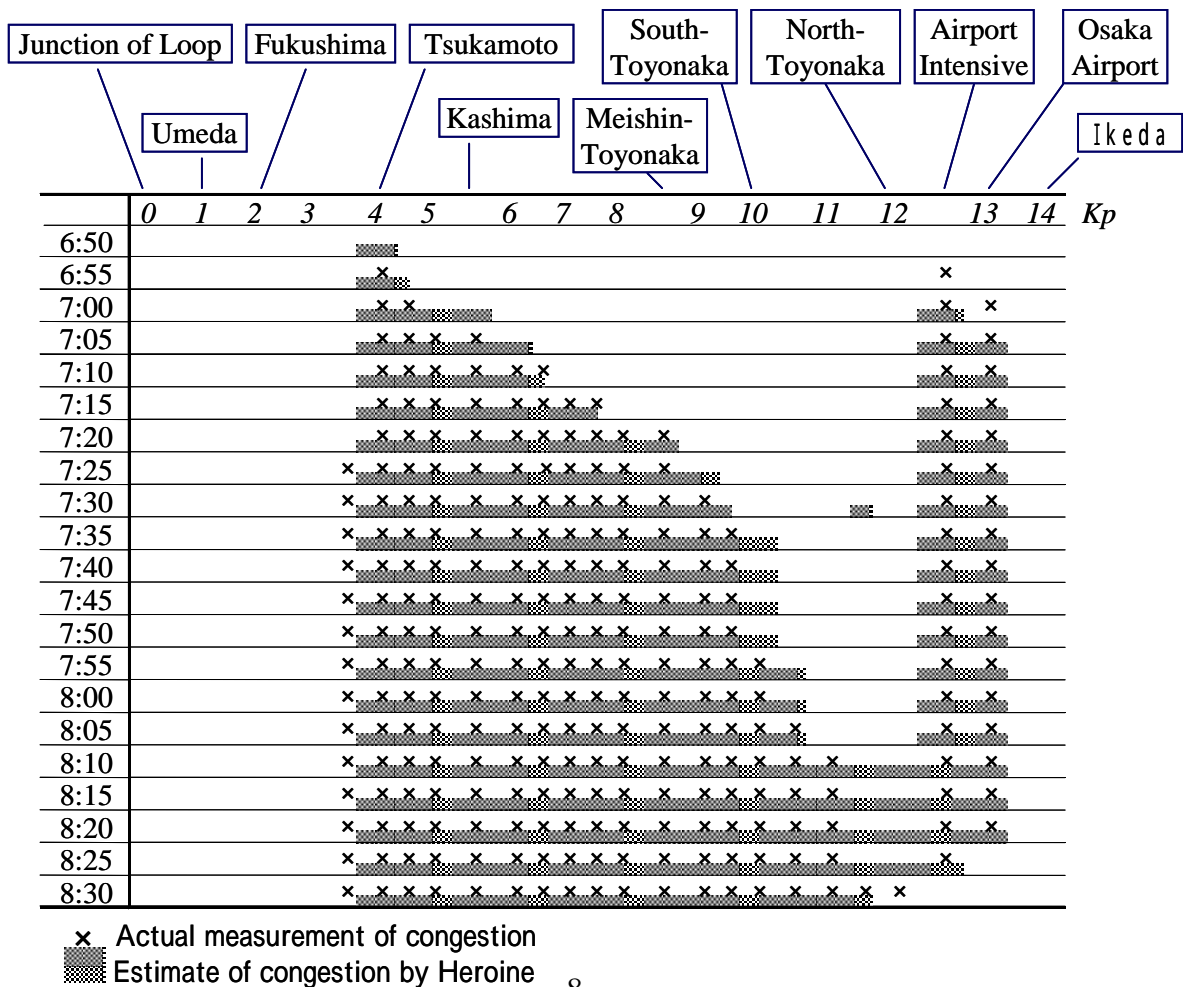 Junction of Loop
Fukushima
Tsukamoto
South-
Toyonaka
North-
Toyonaka
Airport
Intensive
Osaka
Airport
Umeda
Kashima
Meishin-
Toyonaka
Ikeda
0 1 2 3 4 5 6 7 8 9 10 11 12 13 14 Kp
6:50
6:55
7:00
7:05
7:10
7:15
7:20
7:25
7:30
7:35
7:40
7:45
7:50
7:55
8:00
8:05
8:10
8:15
8:20
8:25
8:30
× Actual measurement of congestion
Estimate of congestion by Heroine
8